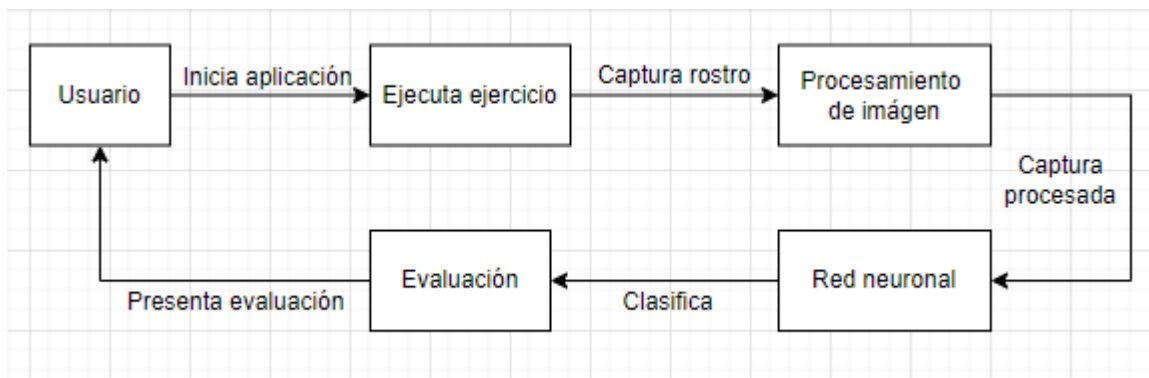 Usuario
Inicia aplicación
Ejecuta ejercicio
Captura rostro
Procesamiento
de imágen
Captura
procesada
Red neuronal
Clasifica
Evaluación
Presenta evaluación